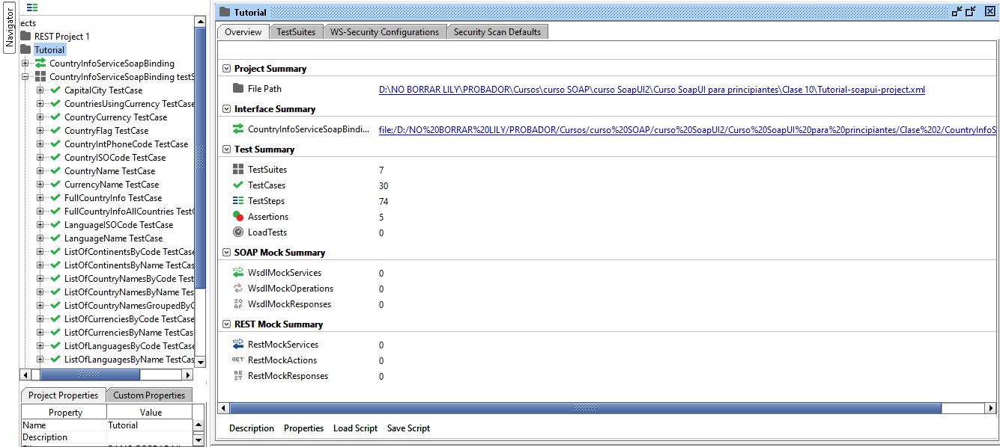 Navigator
ects
REST Project 1
Tutorial
CountryInfoServiceSoapBinding
CountryInfoServiceSoapBinding testS
CapitalCity TestCase
CountriesUsingCurrency TestCase
CountryCurrency TestCase
CountryFlag TestCase
CountryIntPhoneCode TestCase
CountryISOCode TestCase
CountryName TestCase
CurrencyName TestCase
FullCountryInfo TestCase
FullCountryInfoAllCountries Test
LanguageISOCode TestCase
LanguageName TestCase
ListOfContinentsByCode TestCase
ListOfContinentsByName TestCas
ListOfCountryNamesByCode Test
ListOfCountryNamesByName Tes
ListOfCountryNamesGroupedByC
ListOfCurrenciesByCode TestCase
ListOfCurrenciesByName TestCas
ListOfLanguagesByCode TestCase
ListOfLanguagesByName TestCas
Project Properties Custom Properties
Property Value
Name Tutorial
Description
Tutorial
Overview TestSuites WS-Security Configurations Security Scan Defaults
Project Summary
File Path D:\NO BORRAR LILY\PROBADOR\Cursos\curso SOAP\curso SoapUI2\Curso SoapUI para principiantes\Clase 10\Tutorial-soapui-project.xml
Interface Summary
CountryInfoServiceSoapBindi... file:/D:/NO%20BORRAR%20LILY/PROBADOR/Cursos/curso%20SOAP/curso%20SoapUI2/Curso%20SoapUI%20para%20principiantes/Clase%202/CountryInfoS
Test Summary
TestSuites 7
TestCases 30
TestSteps 74
Assertions 5
LoadTests 0
SOAP Mock Summary
WsdlMockServices 0
WsdlMockOperations 0
SOAP WsdlMockResponses 0
REST Mock Summary
RestMockServices 0
GET RestMockActions 0
REST RestMockResponses 0
Description Properties Load Script Save Script